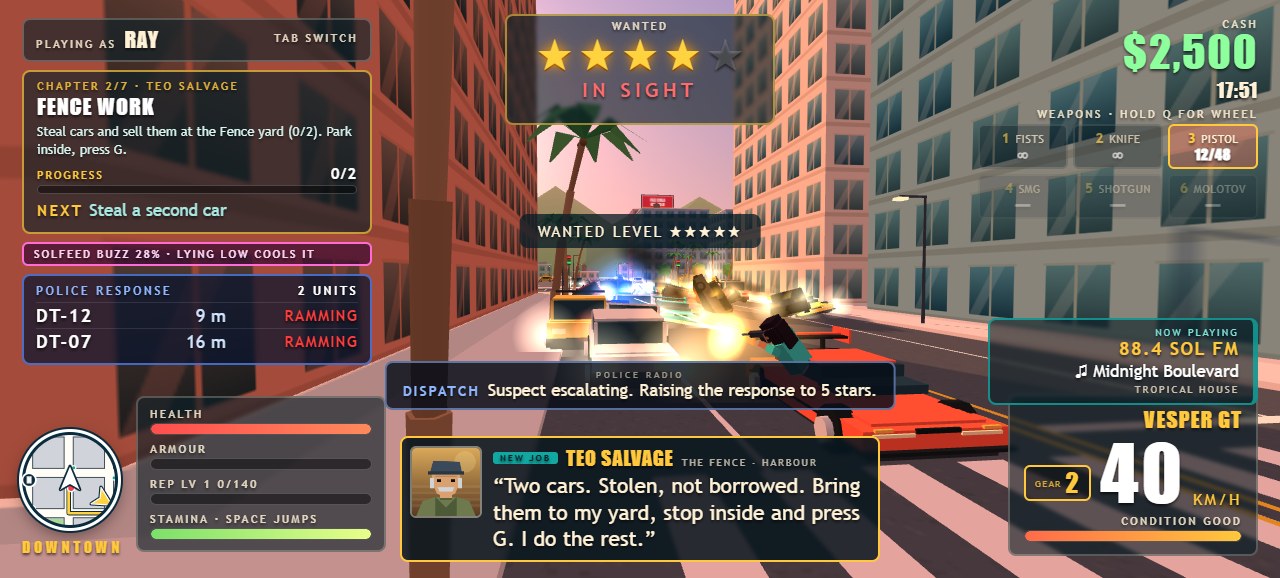 PLAYING AS RAY TAB SWITCH
CHAPTER 2/7 · TEO SALVAGE
FENCE WORK
Steal cars and sell them at the Fence yard (0/2). Park
inside, press G.
PROGRESS 0/2
NEXT Steal a second car
SOLFEED BUZZ 28% · LYING LOW COOLS IT
POLICE RESPONSE 2 UNITS
DT-12 9 m RAMMING
DT-07 16 m RAMMING
WANTED
IN SIGHT
WANTED LEVEL ★★★★★
CASH
$2,500
17:51
WEAPONS · HOLD Q FOR WHEEL
1 FISTS ∞
2 KNIFE ∞
3 PISTOL 12/48
4 SMG —
5 SHOTGUN —
6 MOLOTOV —
POLICE RADIO
DISPATCH Suspect escalating. Raising the response to 5 stars.
NOW PLAYING
88.4 SOL FM
♫ Midnight Boulevard
TROPICAL HOUSE
HEALTH
ARMOUR
REP LV 1 0/140
STAMINA · SPACE JUMPS
DOWNTOWN
NEW JOB TEO SALVAGE THE FENCE · HARBOUR
“Two cars. Stolen, not borrowed. Bring
them to my yard, stop inside and press
G. I do the rest.”
VESPER GT
GEAR 2 40 KM/H
CONDITION GOOD